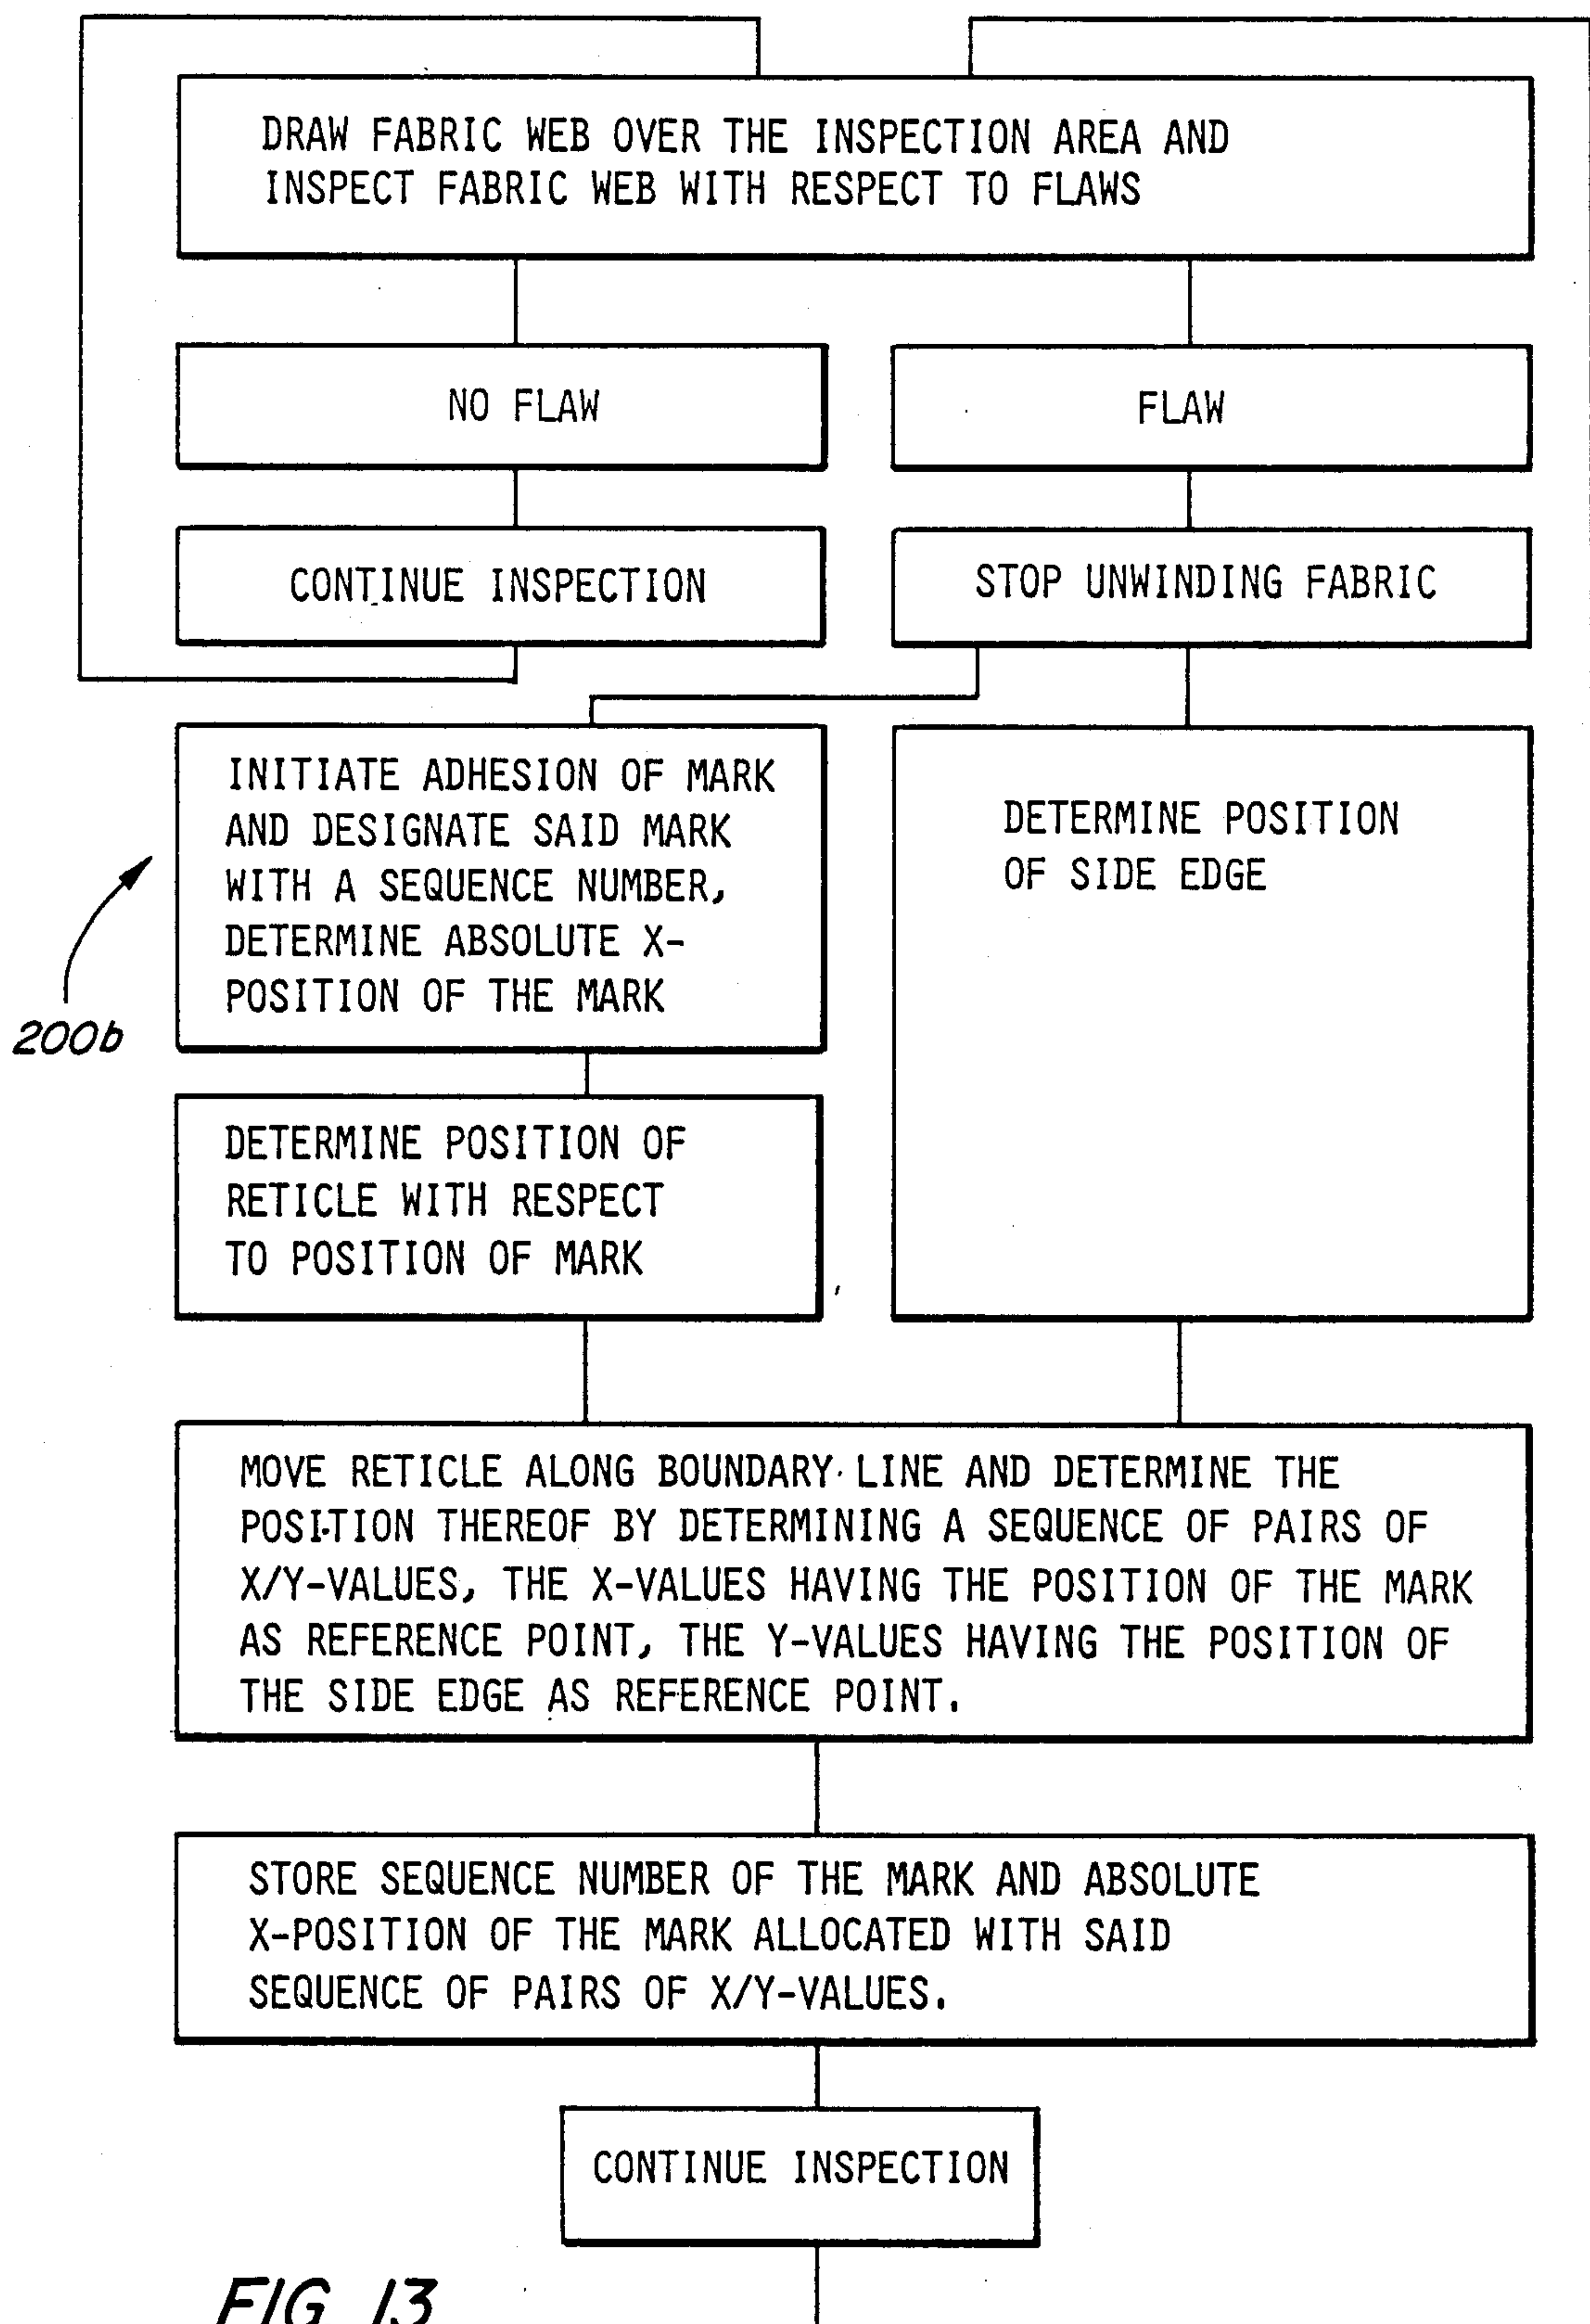 DRAW FABRIC WEB OVER THE INSPECTION AREA AND
INSPECT FABRIC WEB WITH RESPECT TO FLAWS
NO FLAW
FLAW
CONTINUE INSPECTION
STOP UNWINDING FABRIC
INITIATE ADHESION OF MARK
AND DESIGNATE SAID MARK
WITH A SEQUENCE NUMBER,
DETERMINE ABSOLUTE X-
POSITION OF THE MARK
DETERMINE POSITION
OF SIDE EDGE
200b
DETERMINE POSITION OF
RETICLE WITH RESPECT
TO POSITION OF MARK
MOVE RETICLE ALONG BOUNDARY LINE AND DETERMINE THE
POSITION THEREOF BY DETERMINING A SEQUENCE OF PAIRS OF
X/Y-VALUES, THE X-VALUES HAVING THE POSITION OF THE MARK
AS REFERENCE POINT, THE Y-VALUES HAVING THE POSITION OF
THE SIDE EDGE AS REFERENCE POINT.
STORE SEQUENCE NUMBER OF THE MARK AND ABSOLUTE
X-POSITION OF THE MARK ALLOCATED WITH SAID
SEQUENCE OF PAIRS OF X/Y-VALUES.
CONTINUE INSPECTION
FIG 13